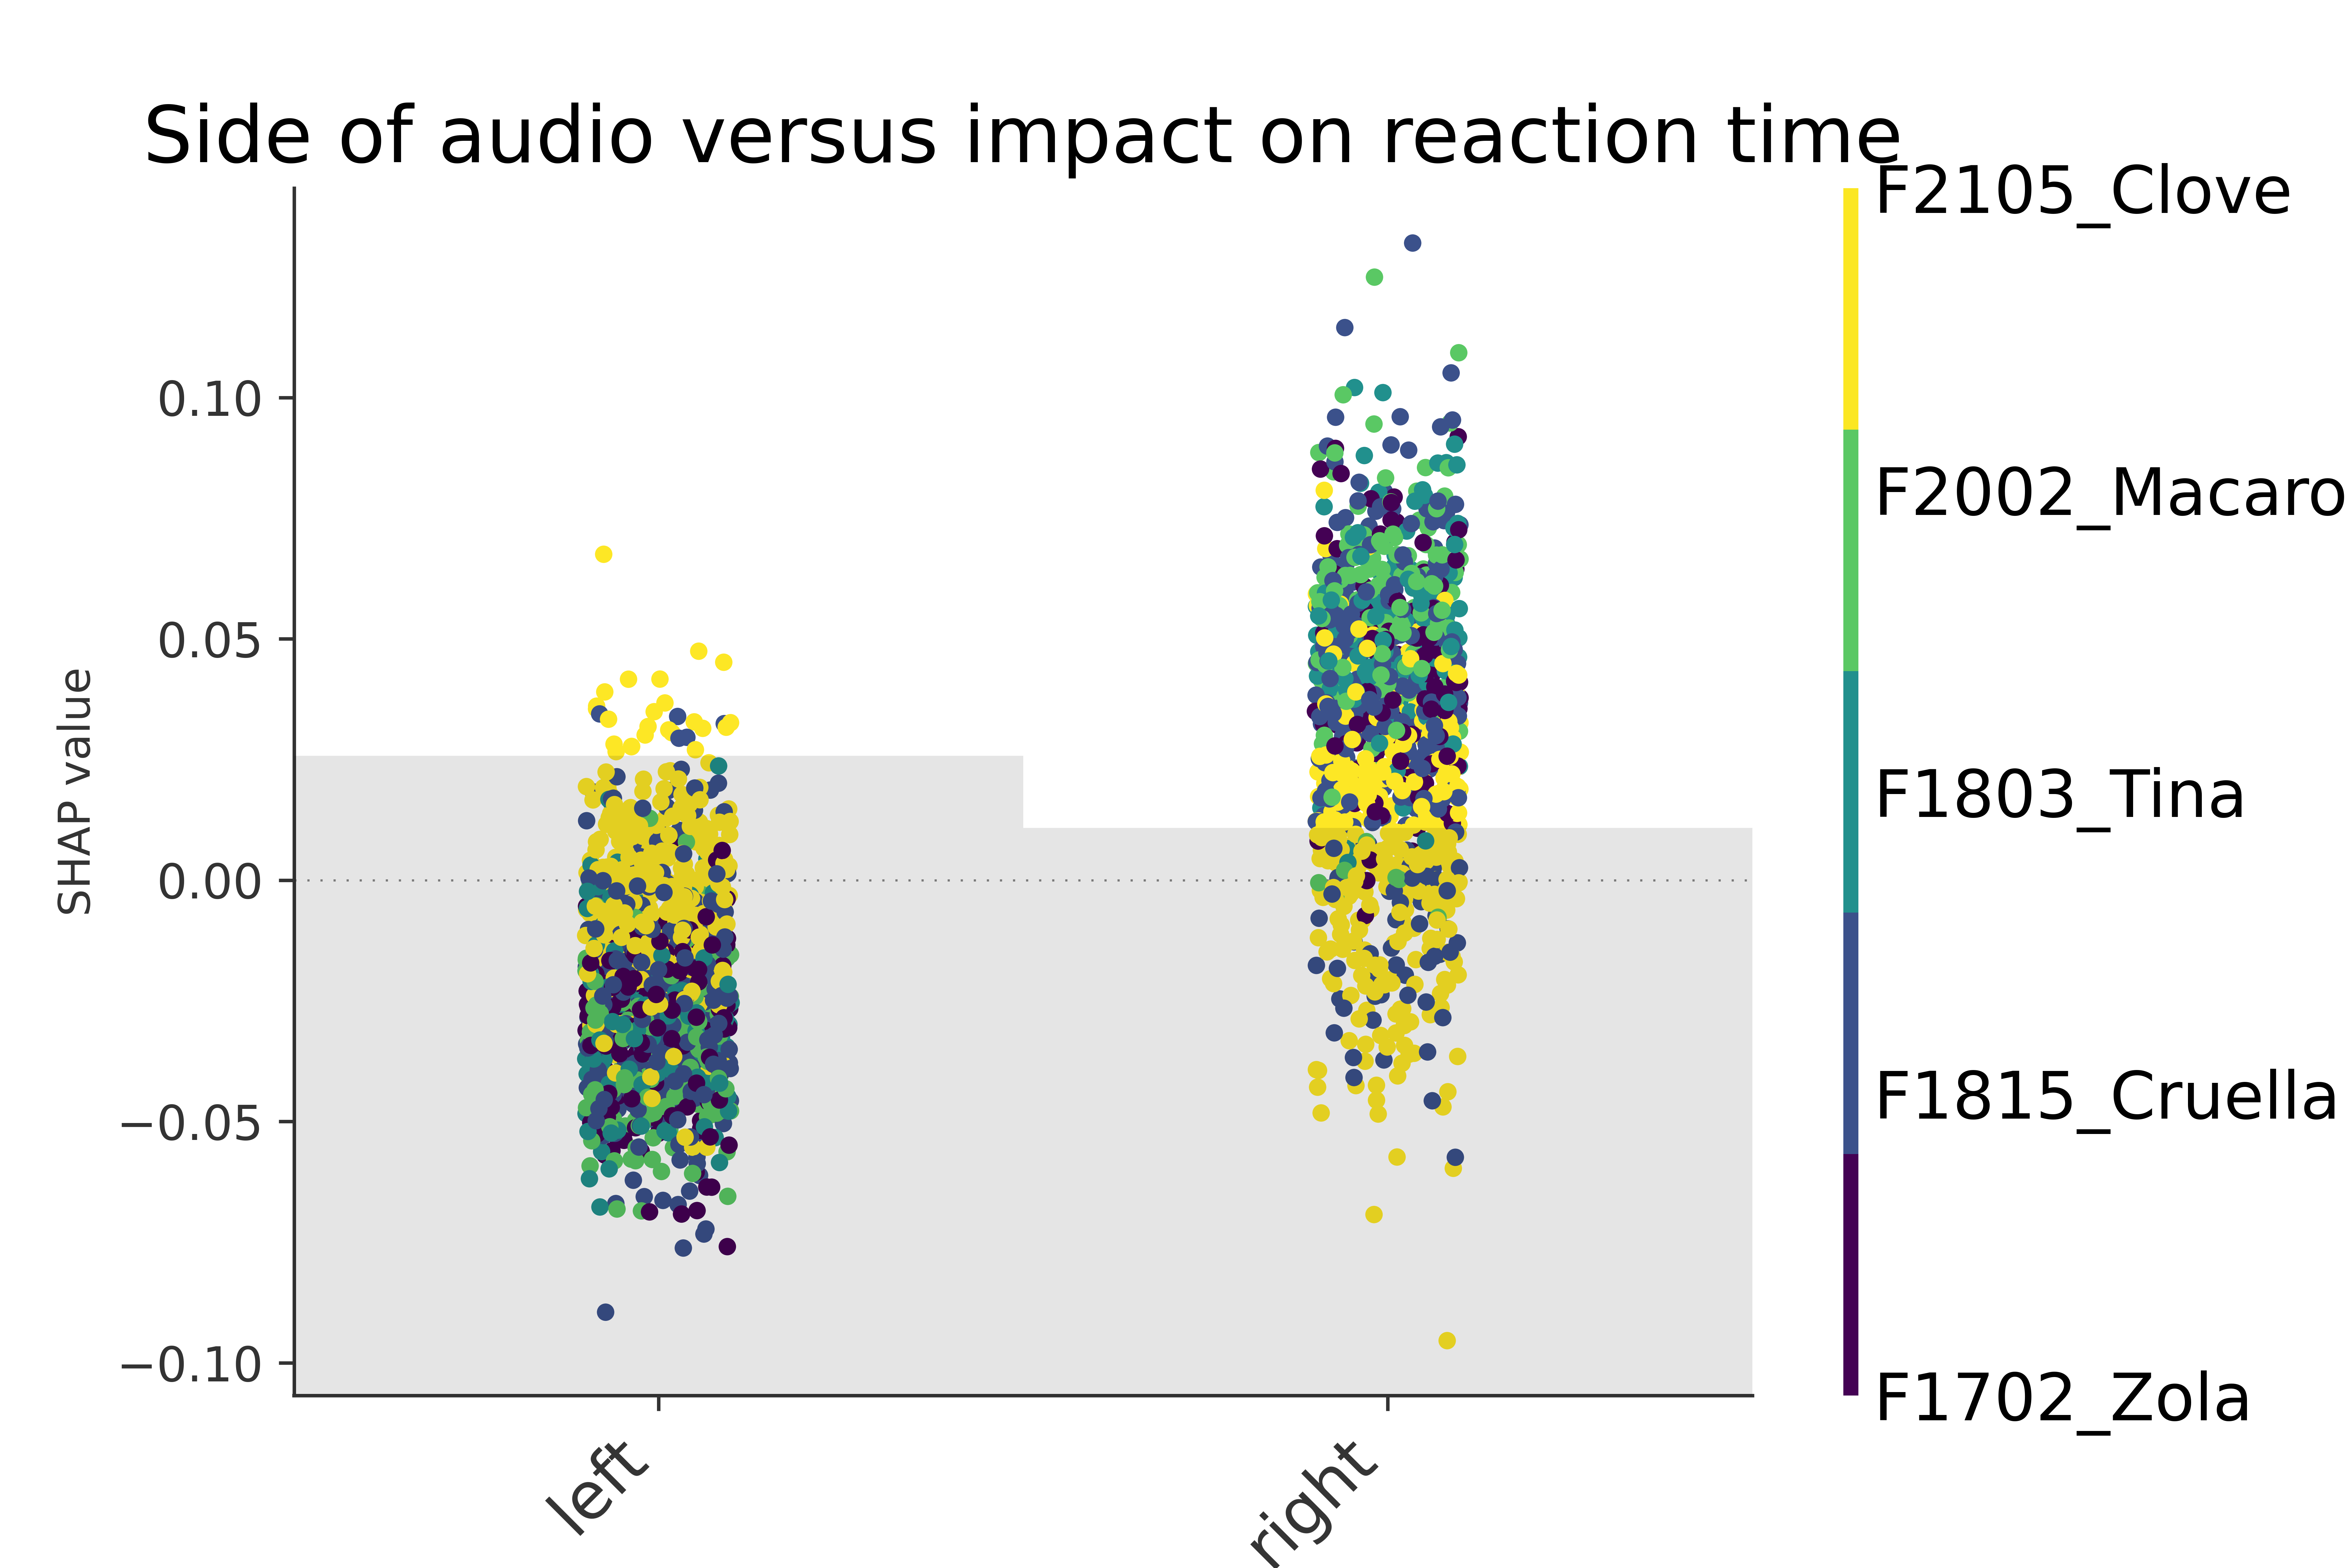 Side of audio versus impact on reaction time
F2105_Clove
F2002_Macaro
F1803_Tina
F1815_Cruella
F1702_Zola
SHAP value
0.10
0.05
0.00
−0.05
−0.10
left
right